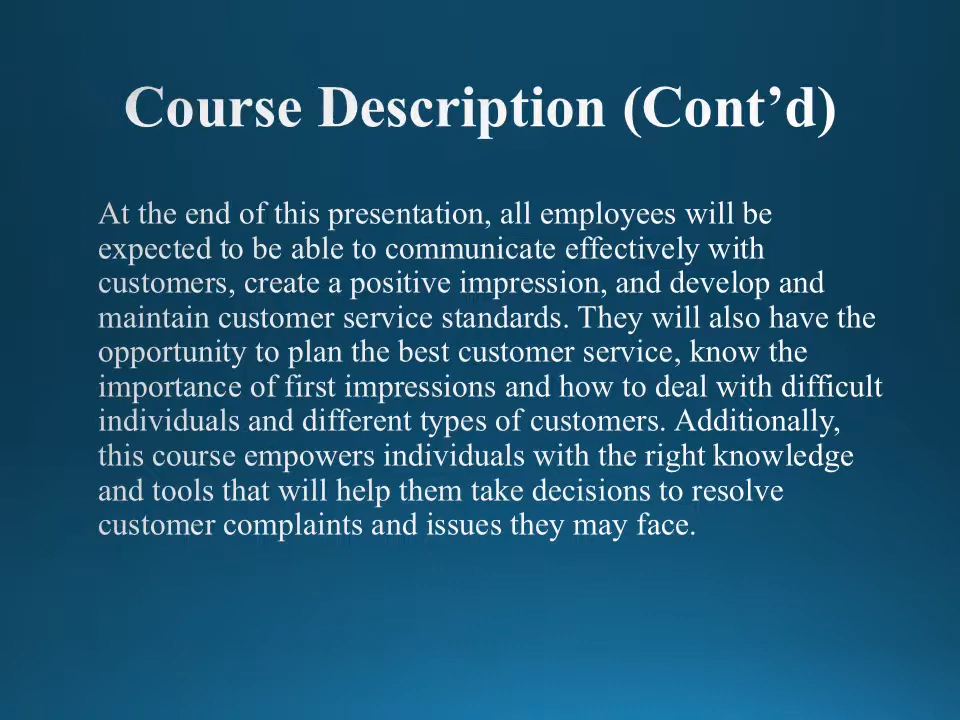 Course Description (Cont’d)
At the end of this presentation, all employees will be
expected to be able to communicate effectively with
customers, create a positive impression, and develop and
maintain customer service standards. They will also have the
opportunity to plan the best customer service, know the
importance of first impressions and how to deal with difficult
individuals and different types of customers. Additionally,
this course empowers individuals with the right knowledge
and tools that will help them take decisions to resolve
customer complaints and issues they may face.